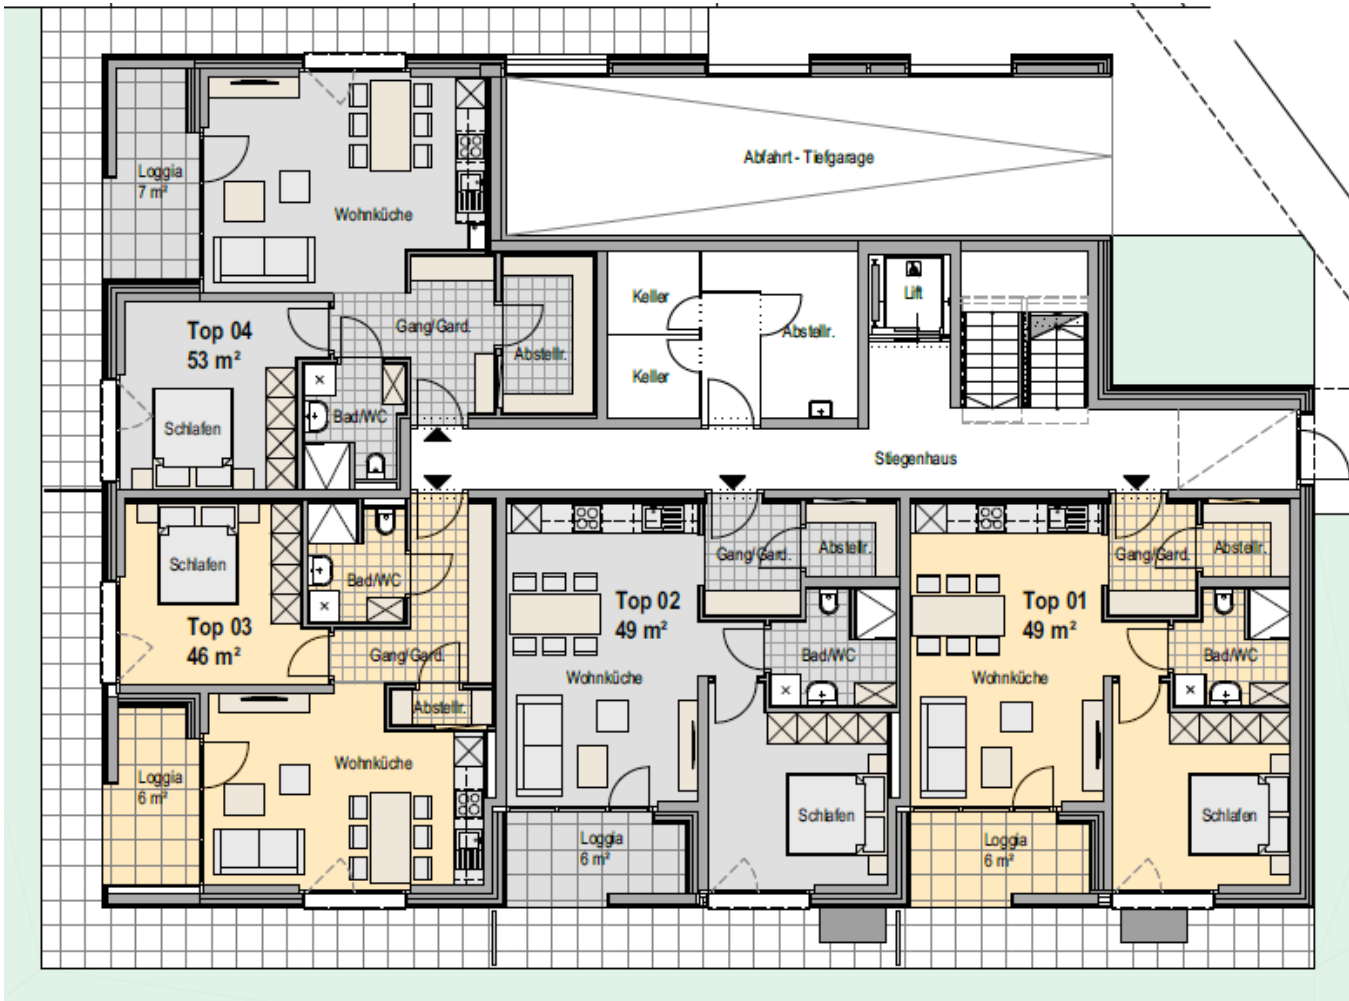 Abfahrt - Tiefgarage
Loggia
7 m²
Wohnküche
Keller
Lift
Top 04
53 m²
Gang/Gard.
Abstellr.
Abstellr.
Keller
Schlafen
Bad/WC
Stiegenhaus
Schlafen
Bad/WC
Gang/Gard.
Abstellr.
Gang/Gard.
Abstellr.
Top 03
46 m²
Gang/Gard.
Top 02
49 m²
Top 01
49 m²
Wohnküche
Bad/WC
Wohnküche
Bad/WC
Abstellr.
Wohnküche
Loggia
6 m²
Schlafen
Schlafen
Loggia
6 m²
Loggia
6 m²